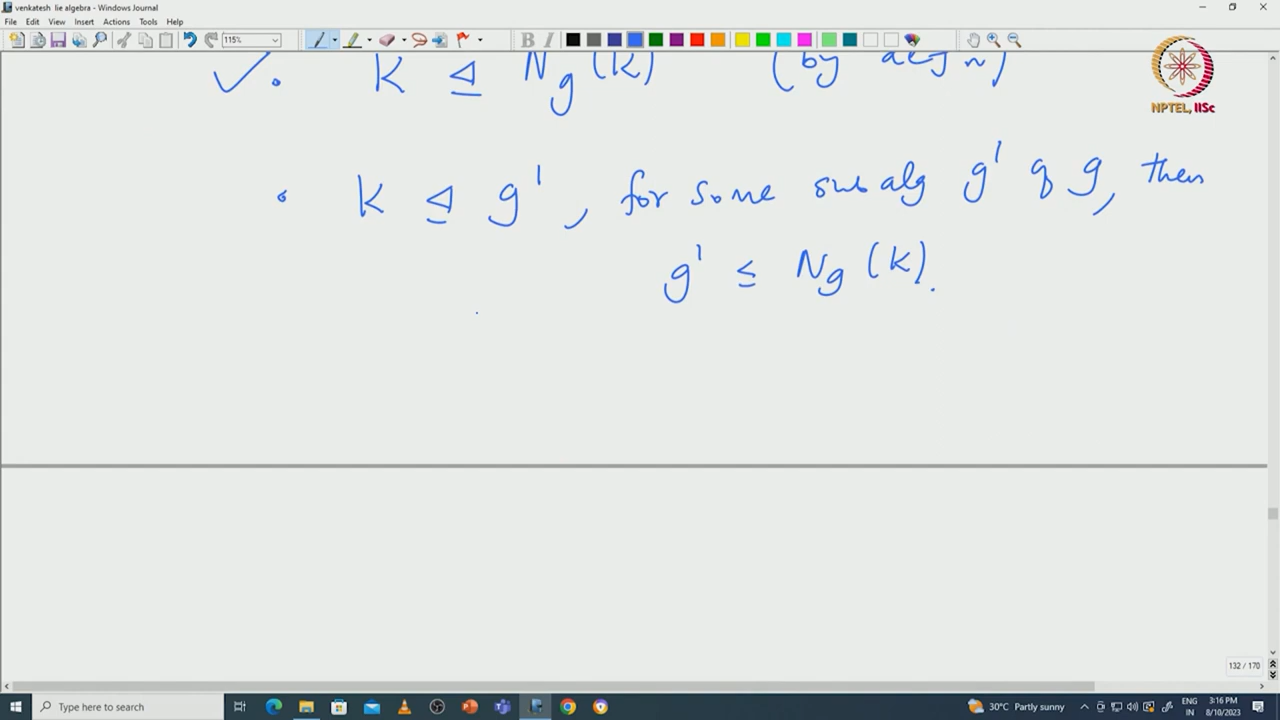 venkatesh lie algebra - Windows Journal
File Edit View Insert Actions Tools Help
115%
B I
✓ • K ⊴ N_g (K) (by defn)
NPTEL, IISc
• K ⊴ g', for some subalg g' of g, then
g' ≤ N_g (K).
132 / 170
Type here to search
30°C Partly sunny
ENG
IN
3:16 PM
8/10/2023